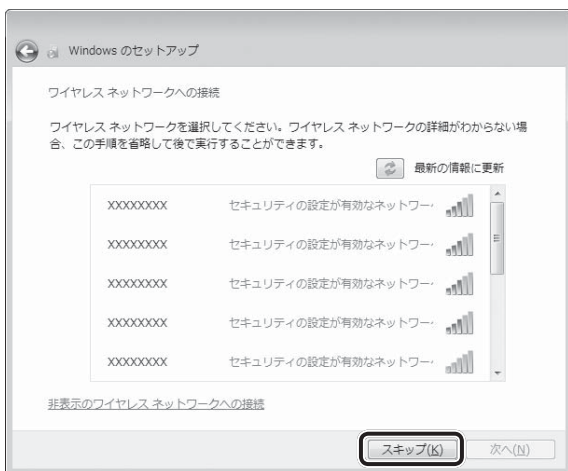 Windows のセットアップ
ワイヤレス ネットワークへの接続
ワイヤレス ネットワークを選択してください。ワイヤレス ネットワークの詳細がわからない場
合、この手順を省略して後で実行することができます。
最新の情報に更新
XXXXXXXX セキュリティの設定が有効なネットワー
XXXXXXXX セキュリティの設定が有効なネットワー
XXXXXXXX セキュリティの設定が有効なネットワー
XXXXXXXX セキュリティの設定が有効なネットワー
XXXXXXXX セキュリティの設定が有効なネットワー
非表示のワイヤレス ネットワークへの接続
スキップ(K) 次へ(N)